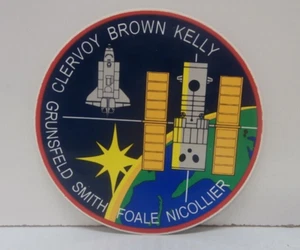 CLERVOY BROWN KELLY
GRUNSFELD SMITH FOALE NICOLLIER